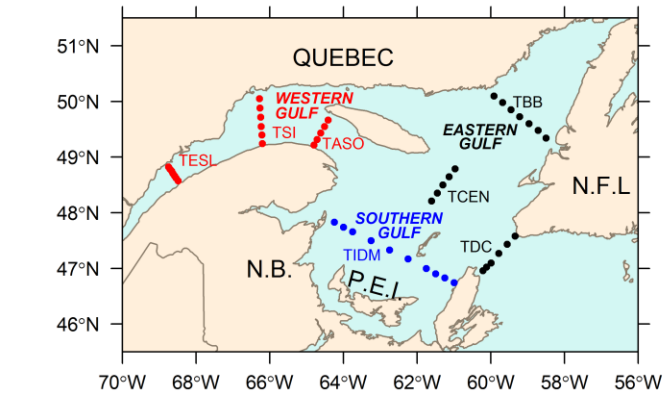 51°N
QUEBEC
50°N
WESTERN
GULF
TBB
TSI
TASO
EASTERN
GULF
49°N
TESL
N.F.L
TCEN
48°N
SOUTHERN
GULF
TIDM
TDC
47°N
N.B.
P.E.I.
46°N
70°W 68°W 66°W 64°W 62°W 60°W 58°W 56°W